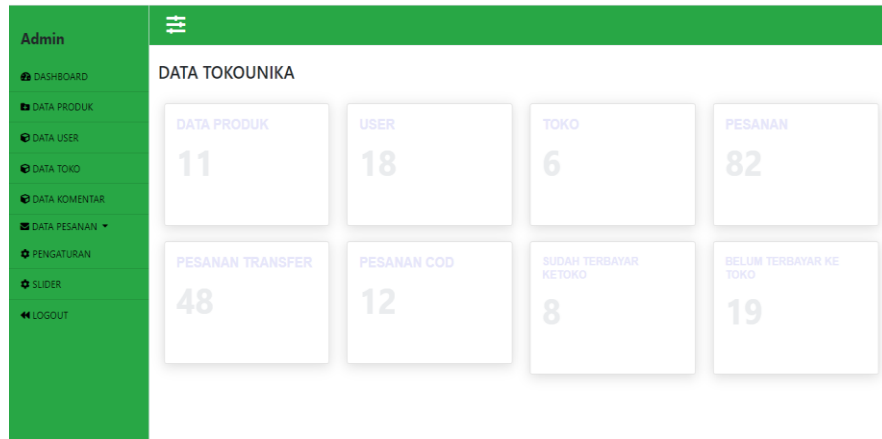 Admin
DASHBOARD
DATA PRODUK
DATA USER
DATA TOKO
DATA KOMENTAR
DATA PESANAN
PENGATURAN
SLIDER
LOGOUT
DATA TOKOUNIKA
DATA PRODUK
11
USER
18
TOKO
6
PESANAN
82
PESANAN TRANSFER
48
PESANAN COD
12
SUDAH TERBAYAR
KETOKO
8
BELUM TERBAYAR KE
TOKO
19